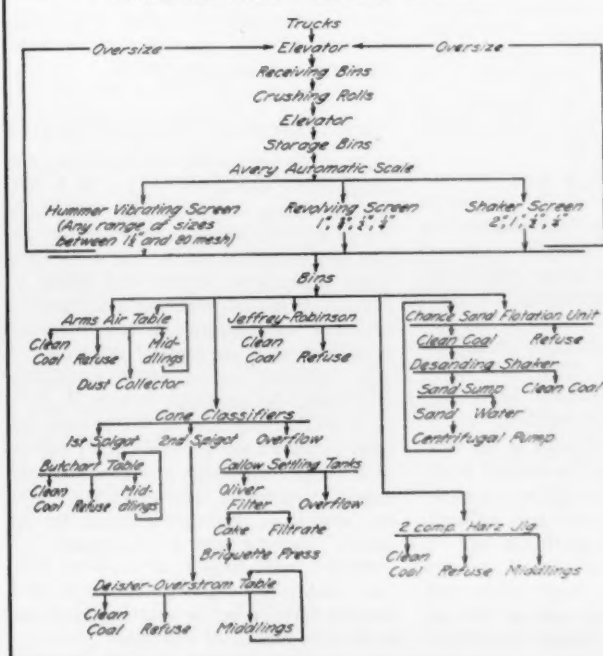 Trucks
Oversize Elevator Oversize
Receiving Bins
Crushing Rolls
Elevator
Storage Bins
Avery Automatic Scale
Hummer Vibrating Screen
(Any range of sizes
between 1½" and 80 mesh)
Revolving Screen
Shaker Screen
Bins
Arms Air Table
Clean Coal
Refuse
Mid-
dlings
Dust Collector
Jeffrey-Robinson
Clean Coal
Refuse
Chance Sand Flotation Unit
Clean Coal Refuse
Desanding Shaker
Sand Sump Clean Coal
Sand Water
Centrifugal Pump
Cone Classifiers
1st Spigot 2nd Spigot Overflow
Butchart Table
Clean Coal
Refuse
Mid-
dlings
Callow Settling Tanks
Oliver
Filter
Overflow
Cake Filtrate
Briquette Press
2 comp. Harz Jig
Clean
Coal Refuse Middlings
Deister-Overstrom Table
Clean
Coal Refuse Middlings